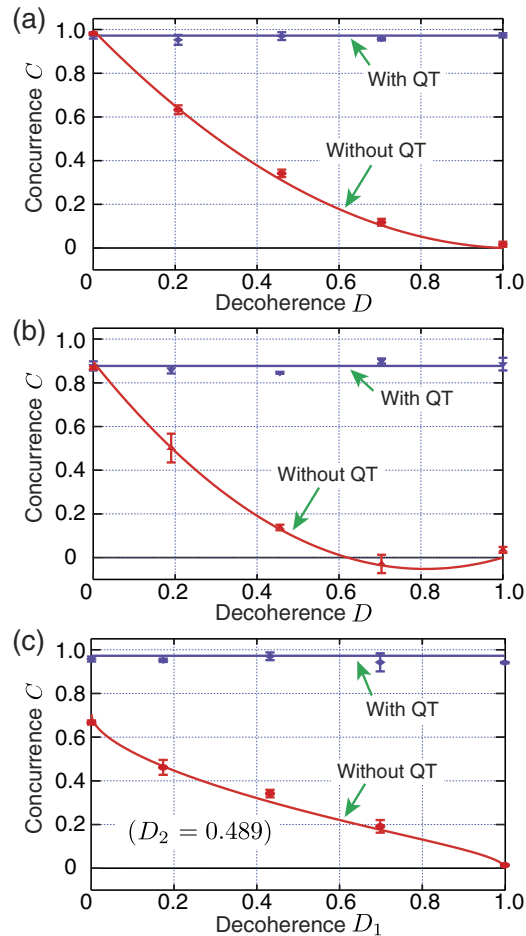 (a)
1.0
0.8
0.6
0.4
0.2
0
Concurrence C
With QT
Without QT
0 0.2 0.4 0.6 0.8 1.0
Decoherence D
(b)
1.0
0.8
0.6
0.4
0.2
0
Concurrence C
With QT
Without QT
0 0.2 0.4 0.6 0.8 1.0
Decoherence D
(c)
1.0
0.8
0.6
0.4
0.2
0
Concurrence C
With QT
Without QT
(D₂ = 0.489)
0 0.2 0.4 0.6 0.8 1.0
Decoherence D₁